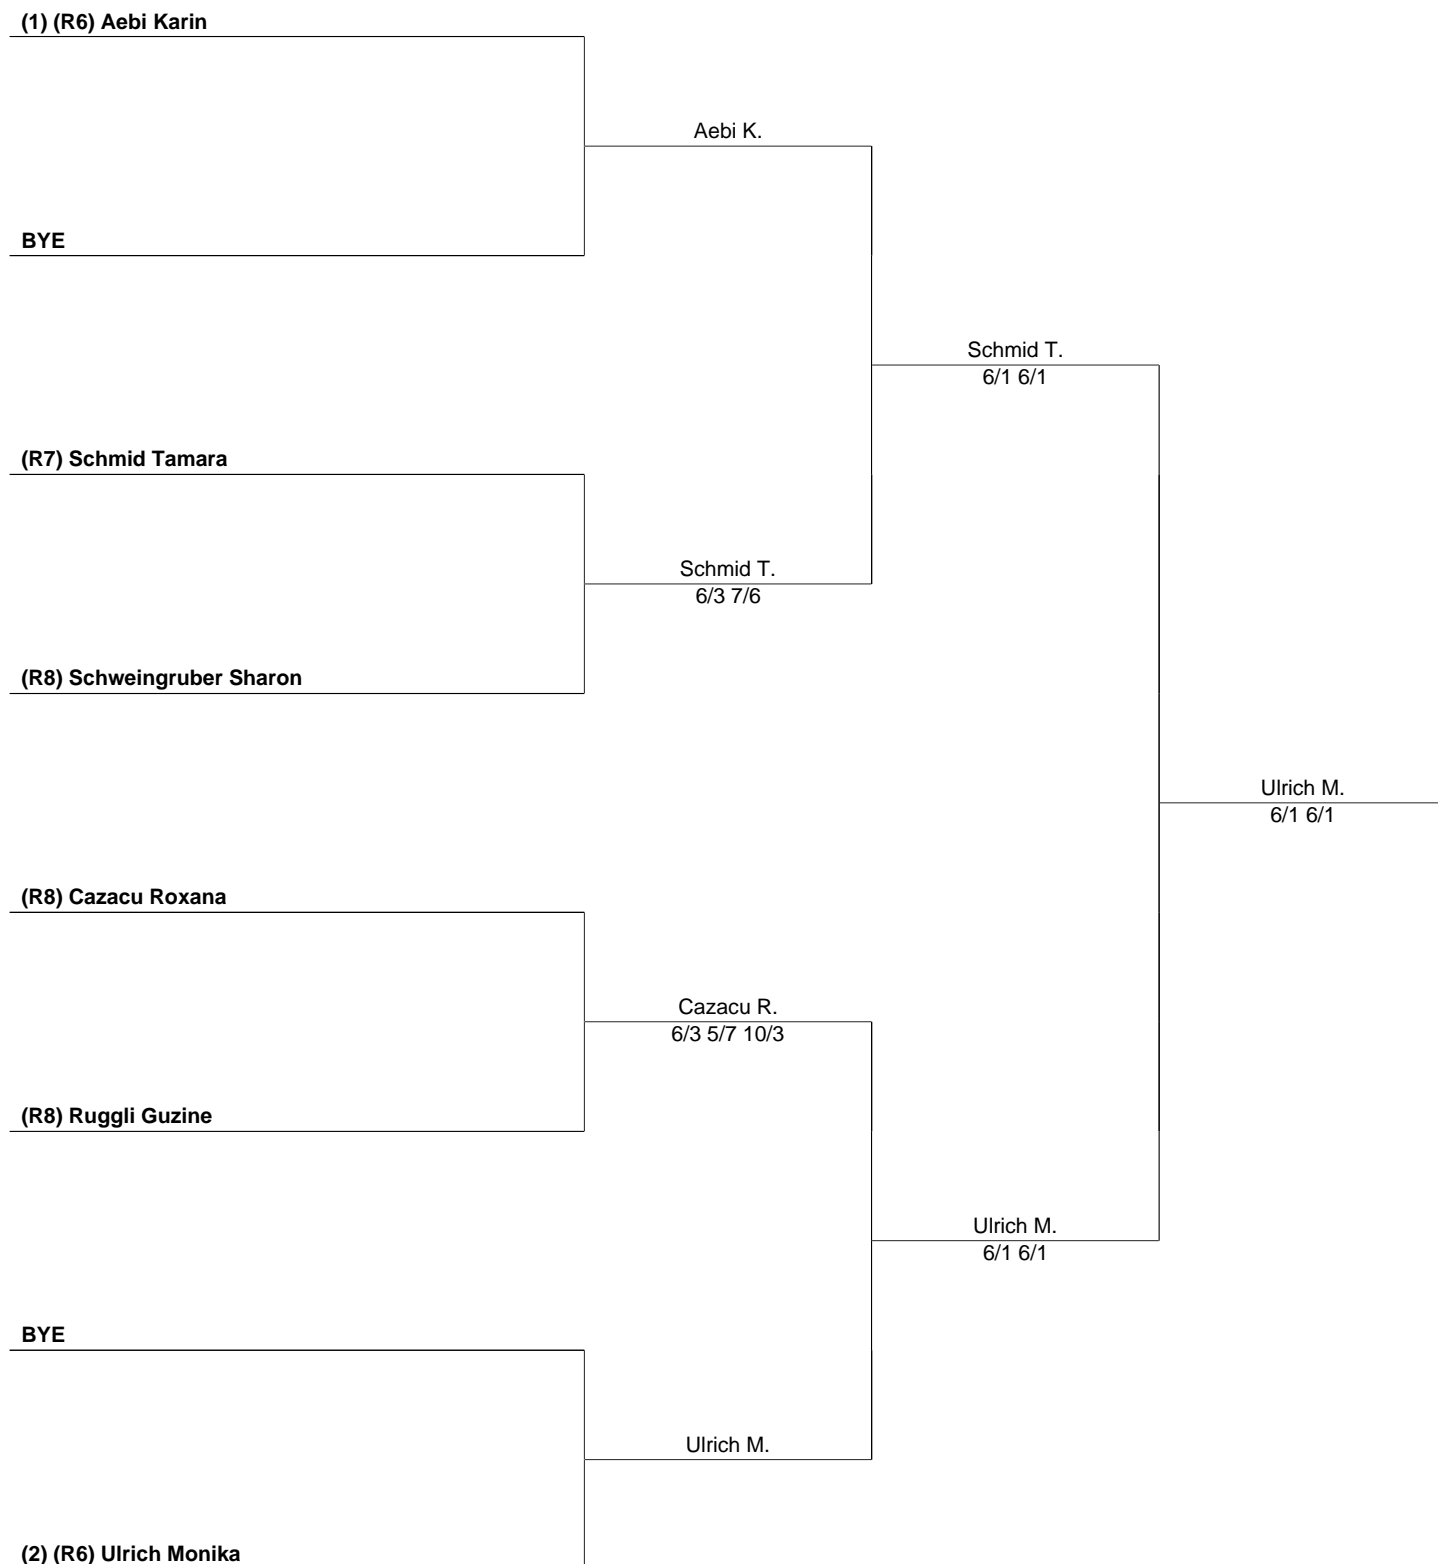 (1) (R6) Aebi Karin
Aebi K.
BYE
Schmid T.
6/1 6/1
(R7) Schmid Tamara
Schmid T.
6/3 7/6
(R8) Schweingruber Sharon
Ulrich M.
6/1 6/1
(R8) Cazacu Roxana
Cazacu R.
6/3 5/7 10/3
(R8) Ruggli Guzine
Ulrich M.
6/1 6/1
BYE
Ulrich M.
(2) (R6) Ulrich Monika